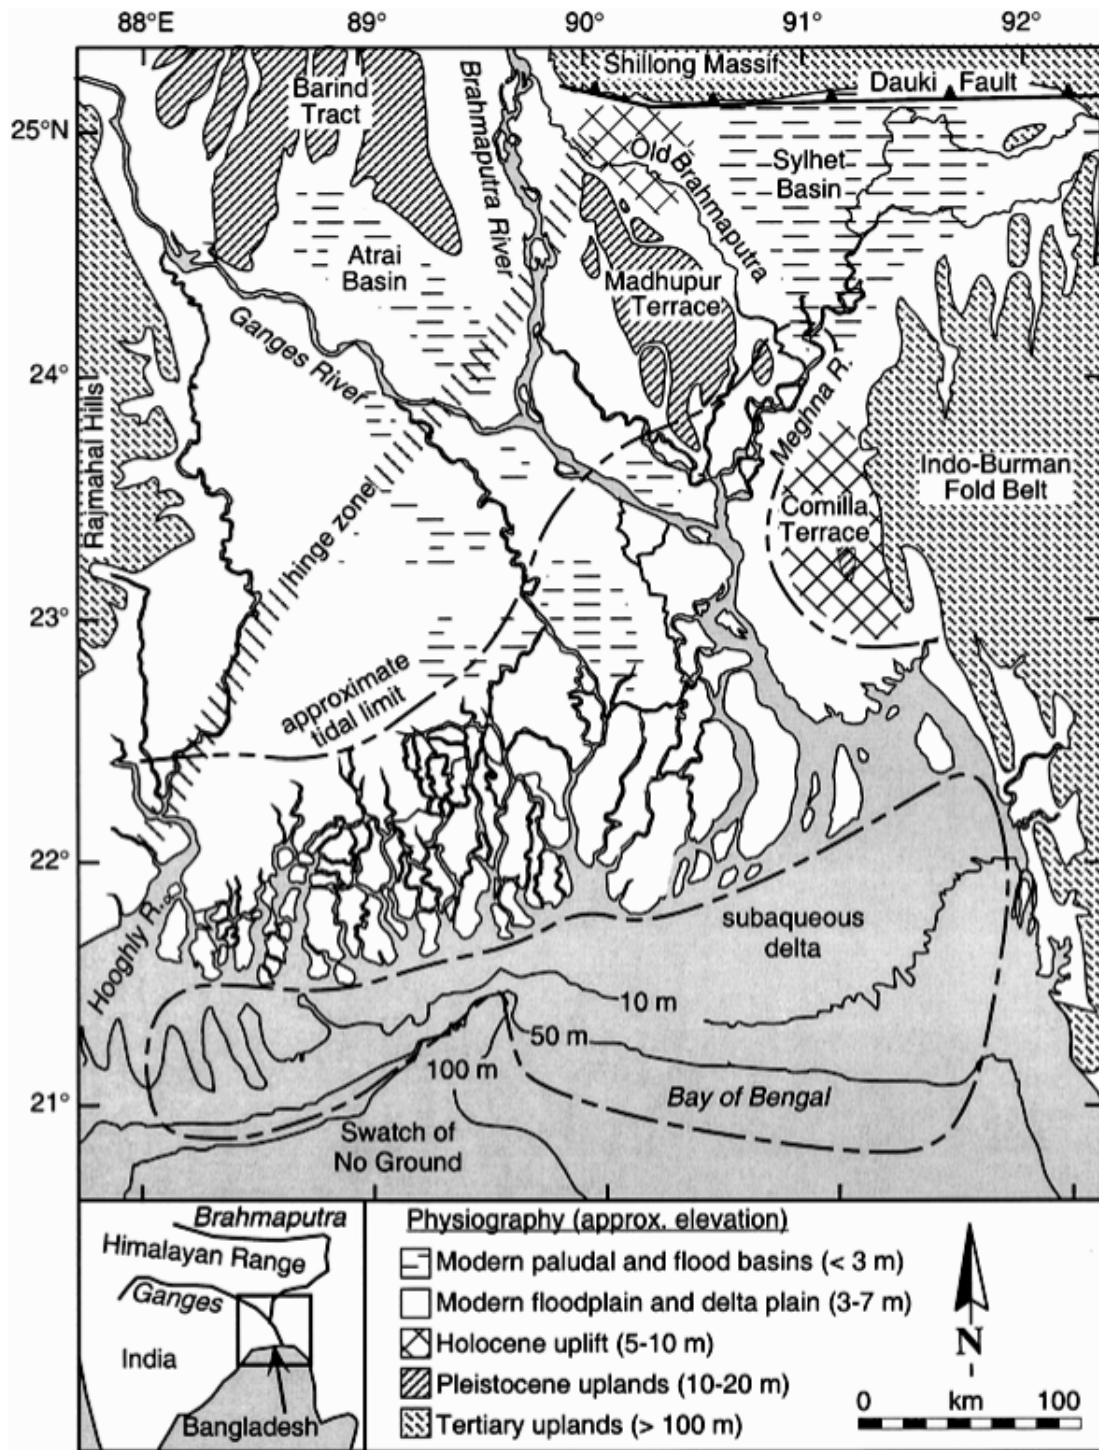 88°E 89° 90° 91° 92°
Shillong Massif
Dauki Fault
Barind
Tract
Brahmaputra River
25°N
Old Brahmaputra
Sylhet
Basin
Atrai
Basin
Madhupur
Terrace
Ganges River
24°
Meghna R.
Rajmahal Hills
Indo-Burman
Fold Belt
hinge zone
Comilla
Terrace
23°
approximate
tidal limit
22°
Hooghly R.
subaqueous
delta
10 m
50 m
100 m
21°
Bay of Bengal
Swatch of
No Ground
Brahmaputra
Himalayan Range
Ganges
India
Bangladesh
Physiography (approx. elevation)
Modern paludal and flood basins (< 3 m)
Modern floodplain and delta plain (3-7 m)
Holocene uplift (5-10 m)
Pleistocene uplands (10-20 m)
Tertiary uplands (> 100 m)
N
0 km 100